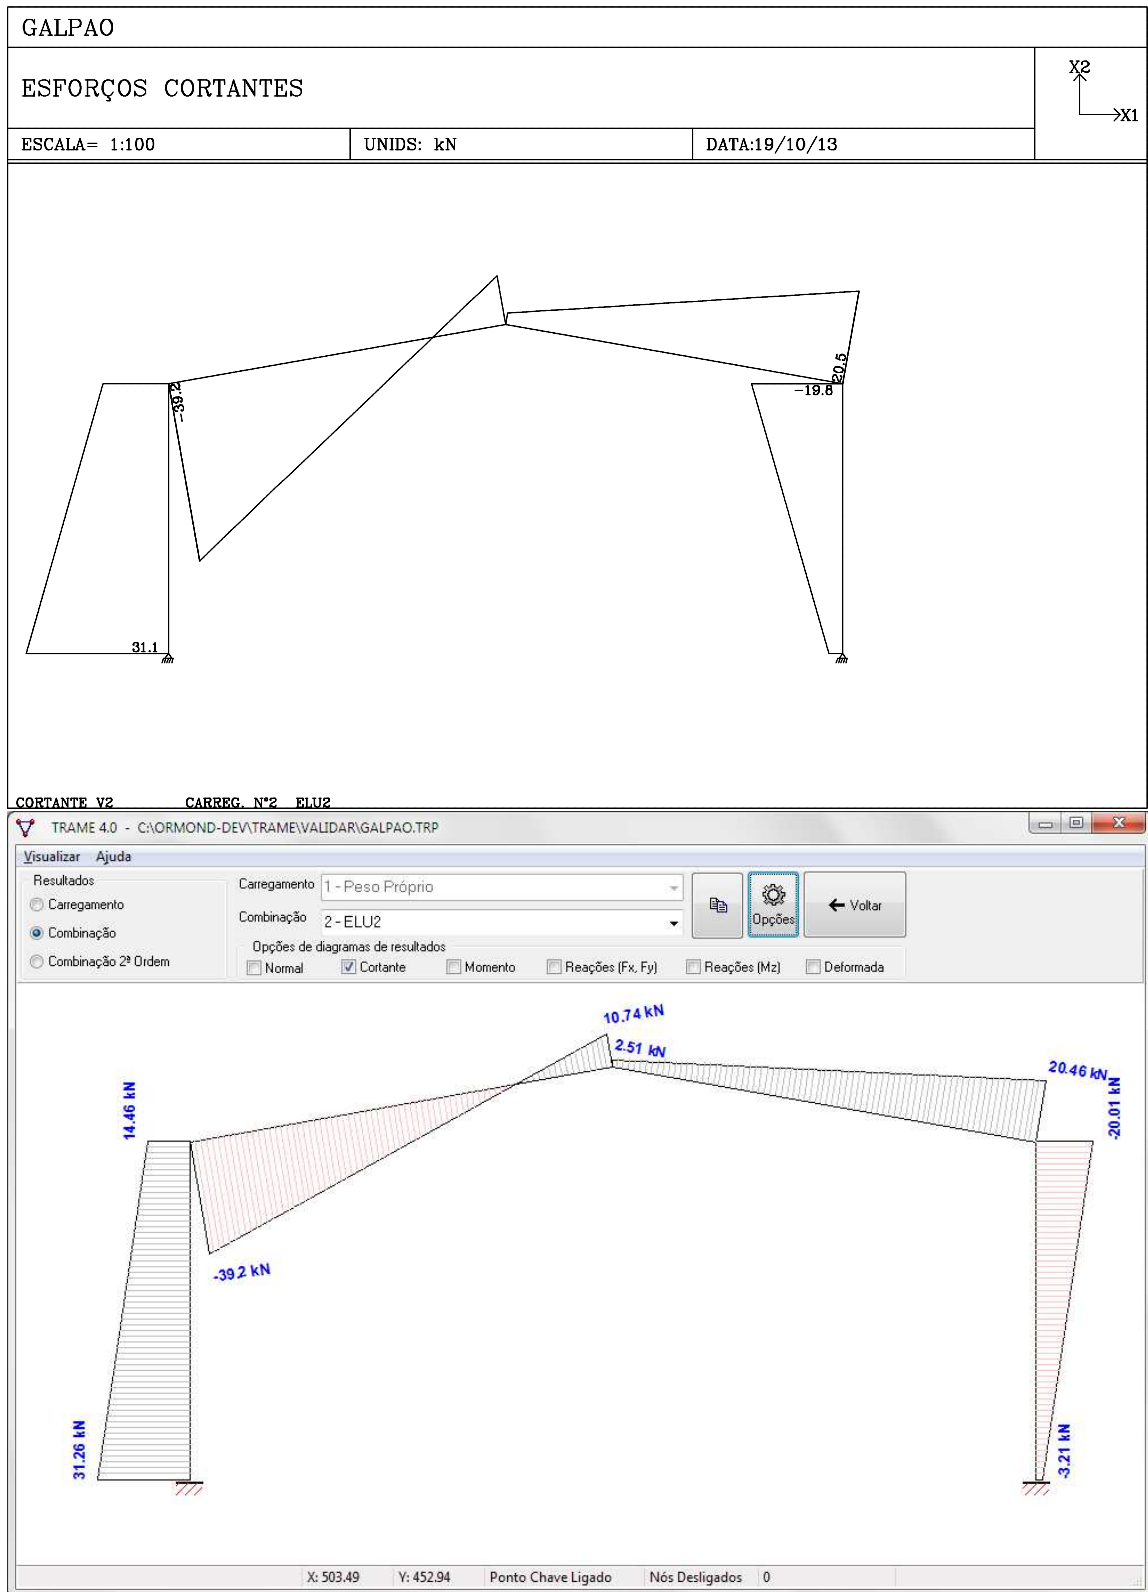 GALPAO
ESFORÇOS CORTANTES
X2
X1
ESCALA= 1:100
UNIDS: kN
DATA:19/10/13
-39.2
20.5
-19.8
31.1
CORTANTE V2 CARREG. N°2 ELU2
TRAME 4.0 - C:\ORMOND-DEV\TRAME\VALIDAR\GALPAO.TRP
Visualizar Ajuda
Resultados
Carregamento
Combinação
Combinação 2ª Ordem
Carregamento 1 - Peso Próprio
Combinação 2 - ELU2
Opções
Voltar
Opções de diagramas de resultados
Normal Cortante Momento Reações (Fx, Fy) Reações (Mz) Deformada
10.74 kN
2.51 kN
20.46 kN
-20.01 kN
14.46 kN
-39.2 kN
31.26 kN
-3.21 kN
X: 503.49 Y: 452.94 Ponto Chave Ligado Nós Desligados 0